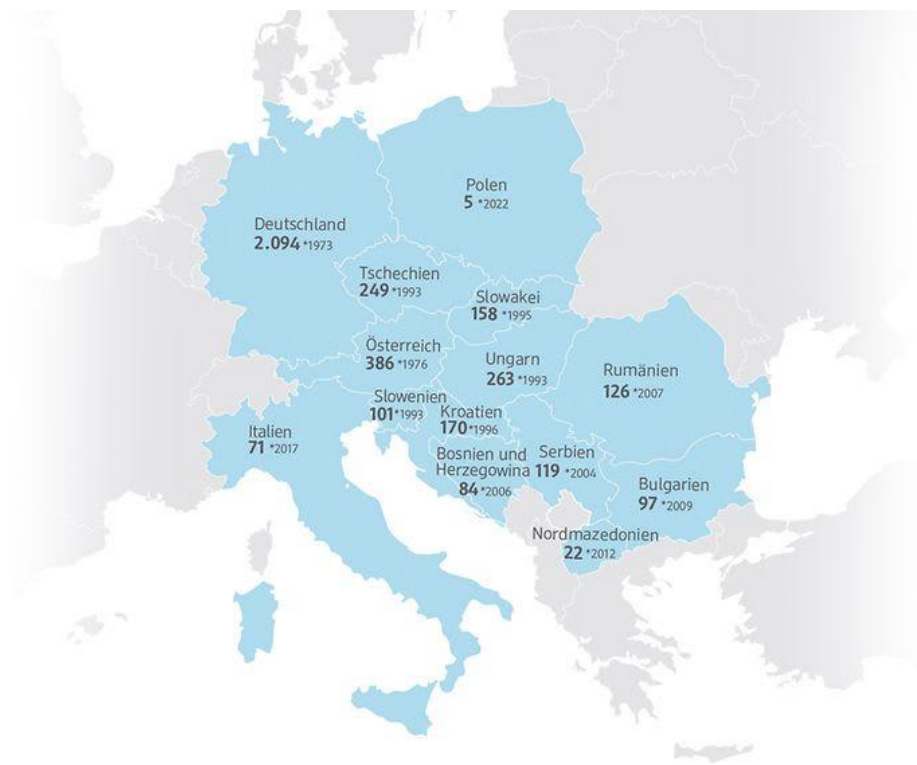 Polen
5 *2022
Deutschland
2.094 *1973
Tschechien
249 *1993
Slowakei
158 *1995
Österreich
386 *1976
Ungarn
263 *1993
Rumänien
126 *2007
Slowenien
101 *1993
Kroatien
170 *1996
Italien
71 *2017
Bosnien und
Herzegowina
84 *2006
Serbien
119 *2004
Bulgarien
97 *2009
Nordmazedonien
22 *2012